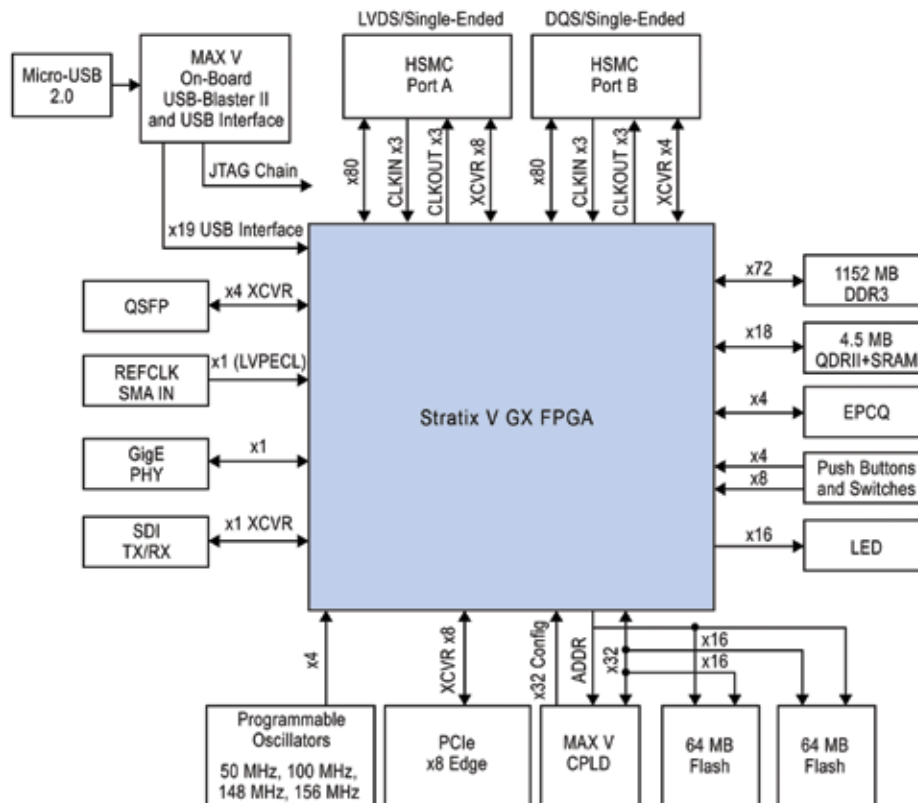 LVDS/Single-Ended
DQS/Single-Ended
Micro-USB
2.0
MAX V
On-Board
USB-Blaster II
and USB Interface
HSMC
Port A
HSMC
Port B
x80
CLKIN x3
CLKOUT x3
XCVR x8
x80
CLKIN x3
CLKOUT x3
XCVR x4
JTAG Chain
x19 USB Interface
QSFP
x4 XCVR
REFCLK
SMA IN
x1 (LVPECL)
GigE
PHY
x1
SDI
TX/RX
x1 XCVR
Stratix V GX FPGA
x72
1152 MB
DDR3
x18
4.5 MB
QDRII+SRAM
x4
EPCQ
x4
x8
Push Buttons
and Switches
x16
LED
x4
XCVR x8
x32 Config
ADDR
x32
x16
x16
Programmable
Oscillators
50 MHz, 100 MHz,
148 MHz, 156 MHz
PCIe
x8 Edge
MAX V
CPLD
64 MB
Flash
64 MB
Flash